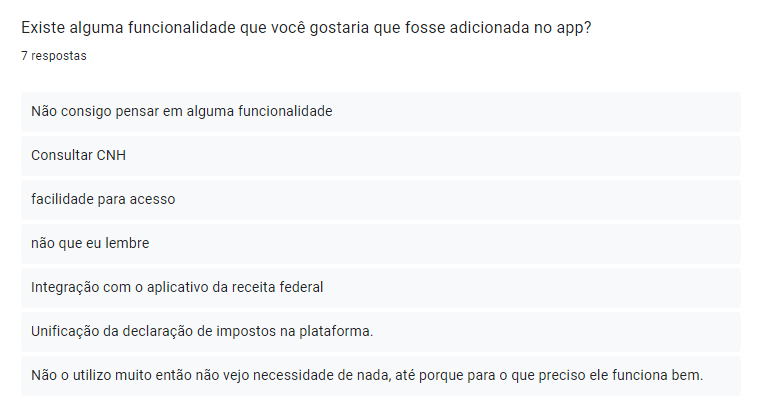 Existe alguma funcionalidade que você gostaria que fosse adicionada no app?
7 respostas
Não consigo pensar em alguma funcionalidade
Consultar CNH
facilidade para acesso
não que eu lembre
Integração com o aplicativo da receita federal
Unificação da declaração de impostos na plataforma.
Não o utilizo muito então não vejo necessidade de nada, até porque para o que preciso ele funciona bem.